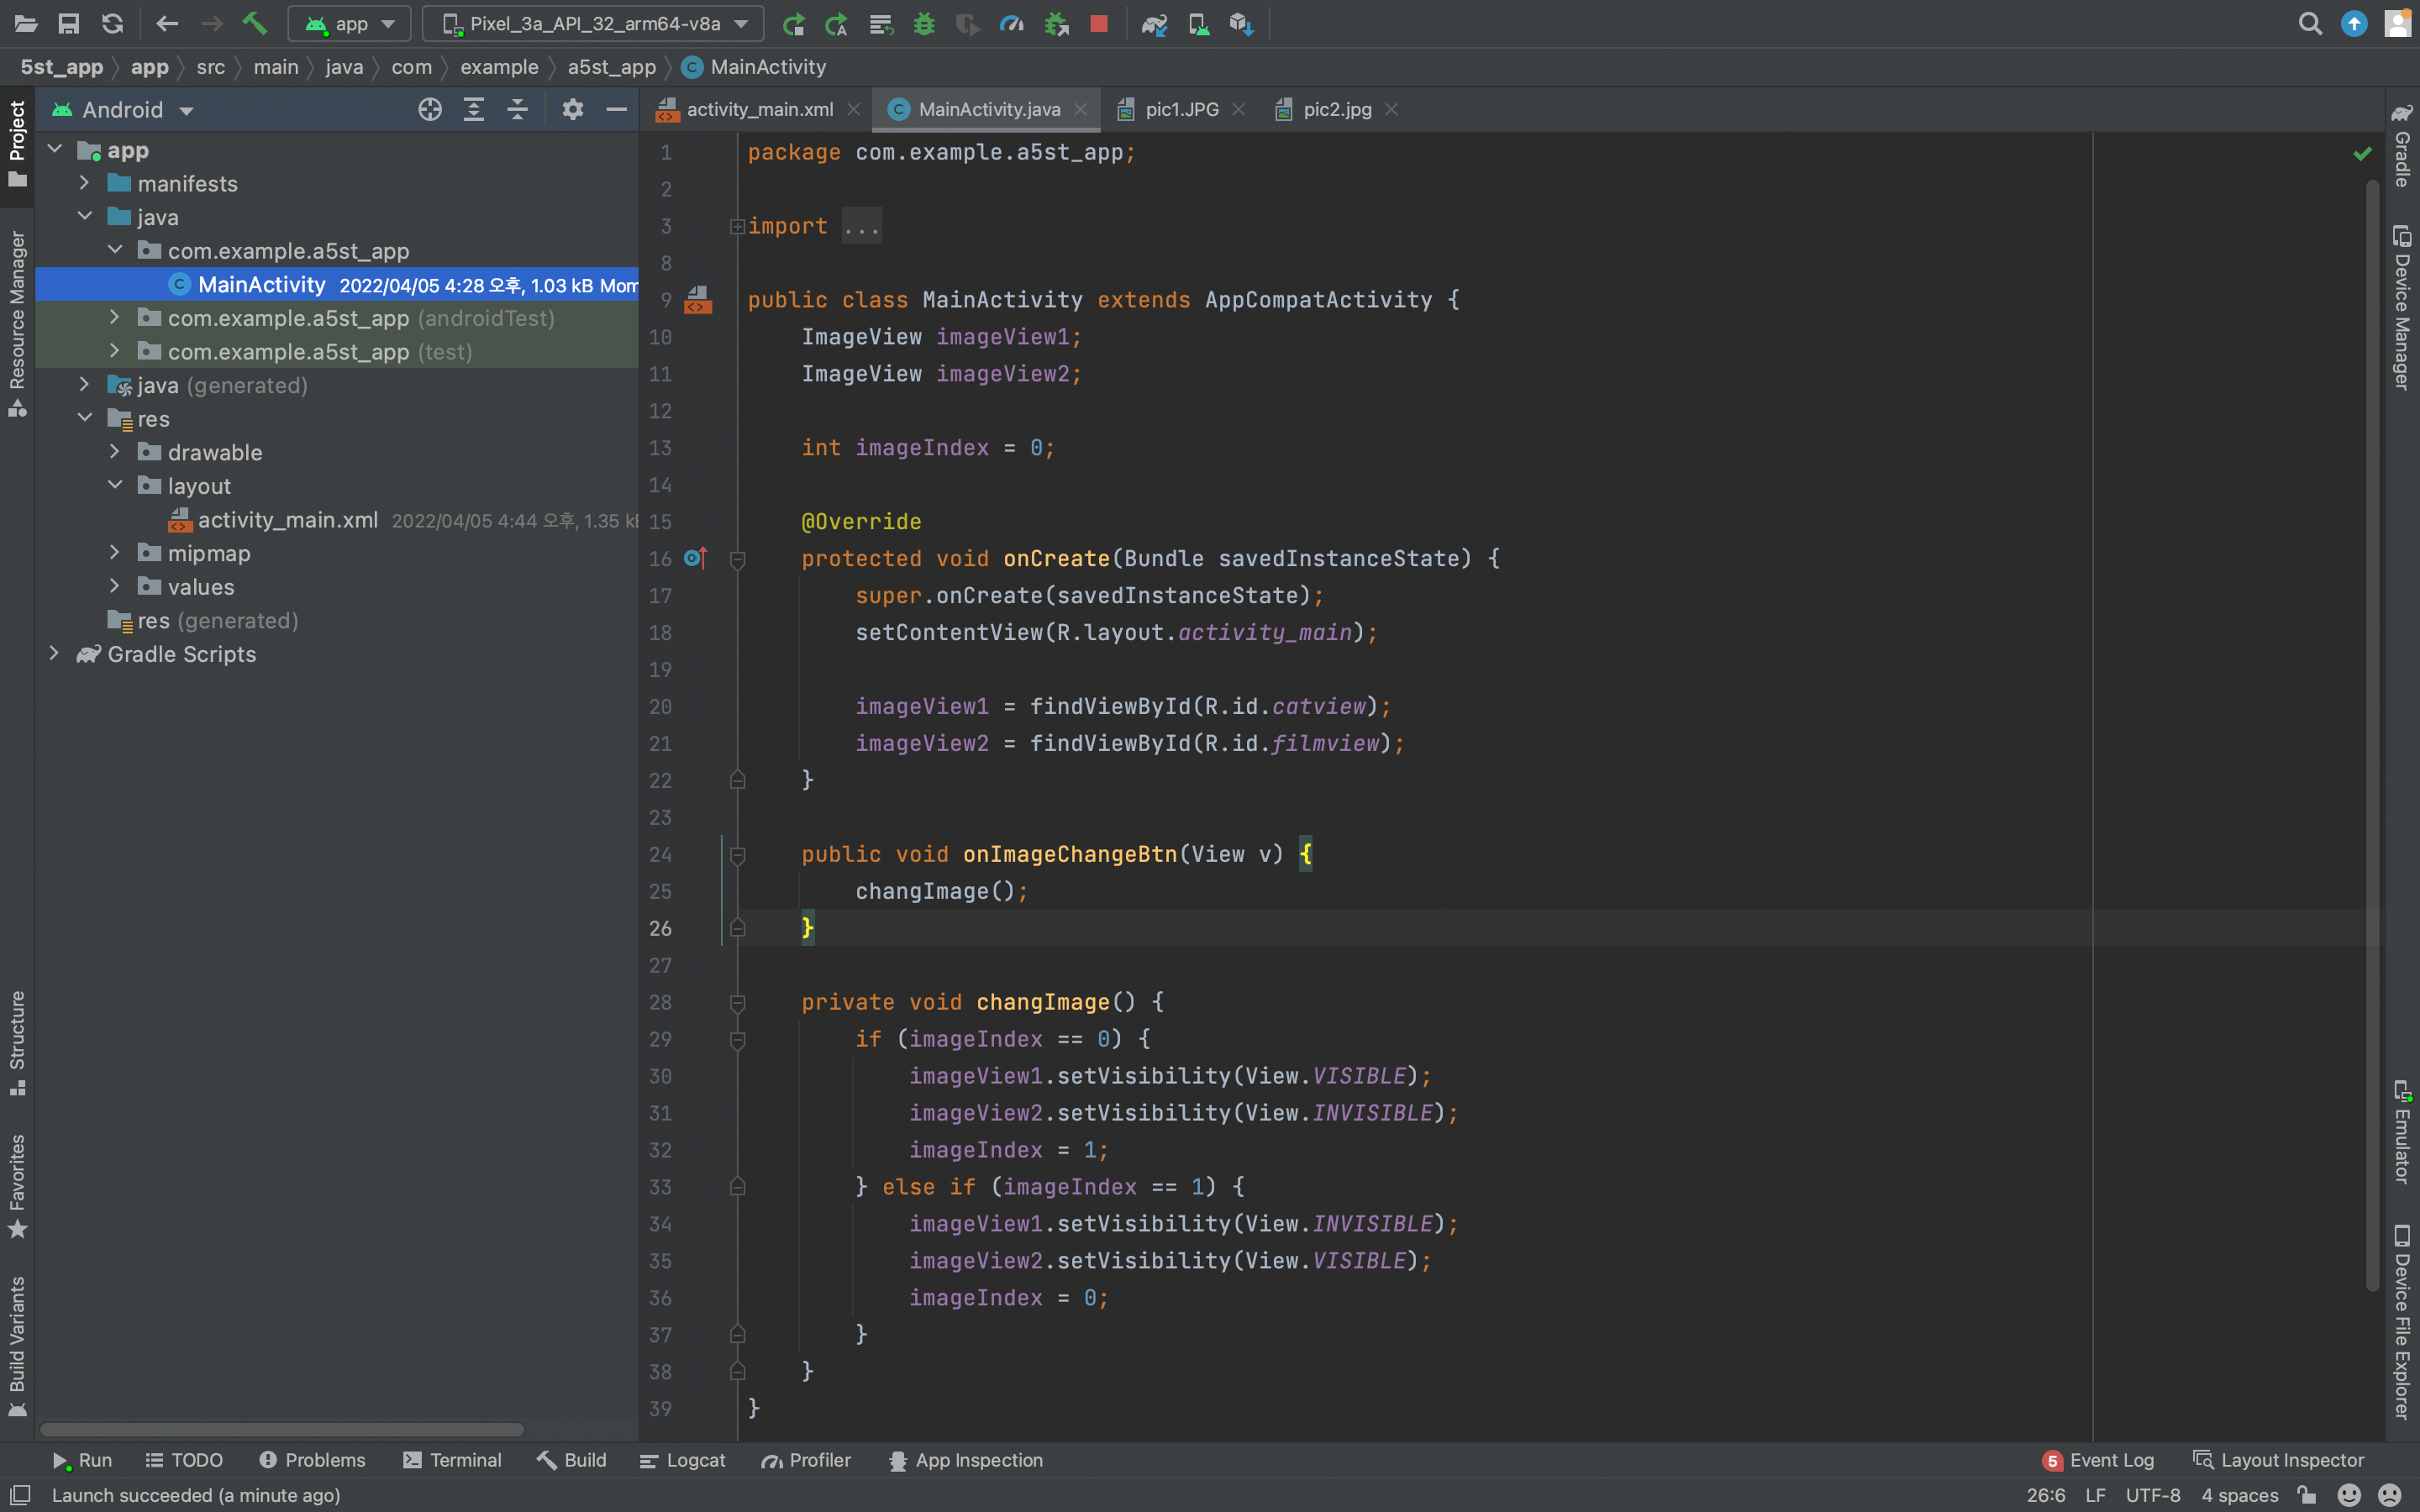 app
Pixel_3a_API_32_arm64-v8a
5st_app
app
src
main
java
com
example
a5st_app
MainActivity
Android
activity_main.xml
MainActivity.java
pic1.JPG
pic2.jpg
Project
Resource Manager
Structure
Favorites
Build Variants
app
manifests
java
com.example.a5st_app
MainActivity 2022/04/05 4:28 오후, 1.03 kB Mom
com.example.a5st_app (androidTest)
com.example.a5st_app (test)
java (generated)
res
drawable
layout
activity_main.xml 2022/04/05 4:44 오후, 1.35 kB
mipmap
values
res (generated)
Gradle Scripts
1 package com.example.a5st_app;
2
3 import ...
8
9 public class MainActivity extends AppCompatActivity {
10 ImageView imageView1;
11 ImageView imageView2;
12
13 int imageIndex = 0;
14
15 @Override
16 protected void onCreate(Bundle savedInstanceState) {
17 super.onCreate(savedInstanceState);
18 setContentView(R.layout.activity_main);
19
20 imageView1 = findViewById(R.id.catview);
21 imageView2 = findViewById(R.id.filmview);
22 }
23
24 public void onImageChangeBtn(View v) {
25 changImage();
26 }
27
28 private void changImage() {
29 if (imageIndex == 0) {
30 imageView1.setVisibility(View.VISIBLE);
31 imageView2.setVisibility(View.INVISIBLE);
32 imageIndex = 1;
33 } else if (imageIndex == 1) {
34 imageView1.setVisibility(View.INVISIBLE);
35 imageView2.setVisibility(View.VISIBLE);
36 imageIndex = 0;
37 }
38 }
39 }
Gradle
Device Manager
Emulator
Device File Explorer
Run
TODO
Problems
Terminal
Build
Logcat
Profiler
App Inspection
5 Event Log
Layout Inspector
Launch succeeded (a minute ago)
26:6 LF UTF-8 4 spaces